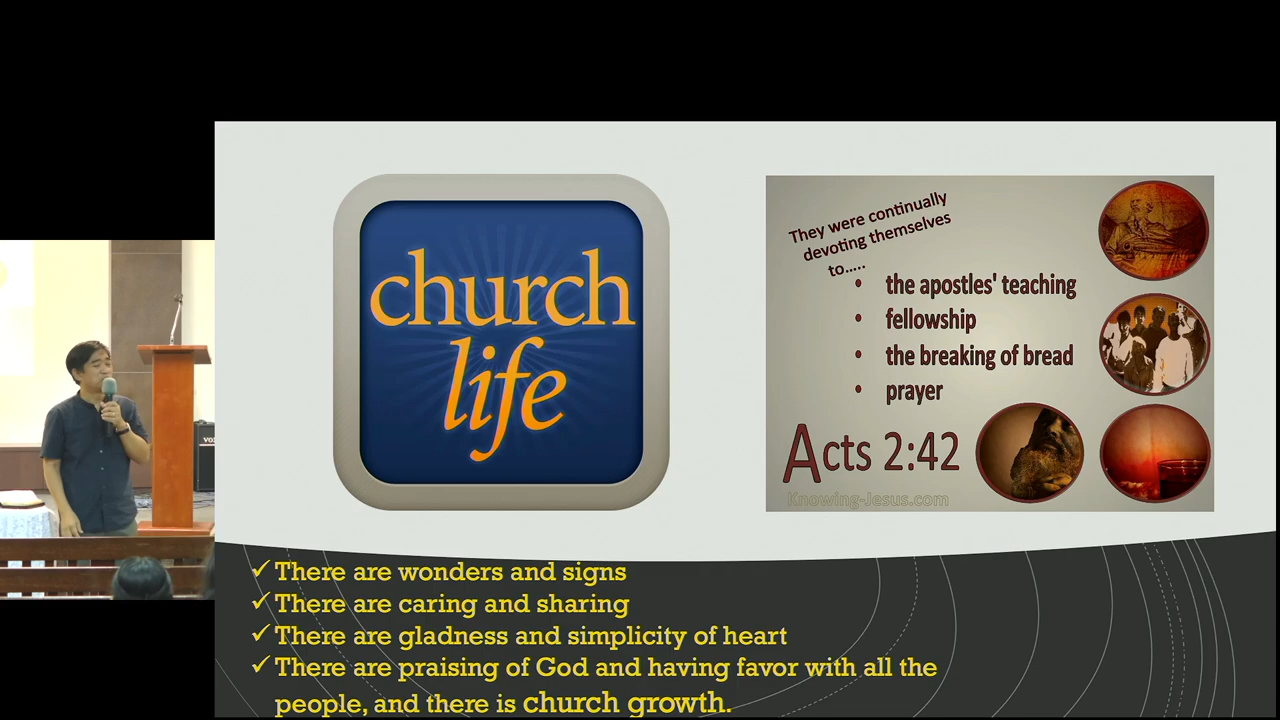 church
life
They were continually
devoting themselves
to.....
• the apostles' teaching
• fellowship
• the breaking of bread
• prayer
Acts 2:42
Knowing-Jesus.com
VOX
✓ There are wonders and signs
✓ There are caring and sharing
✓ There are gladness and simplicity of heart
✓ There are praising of God and having favor with all the
people, and there is church growth.